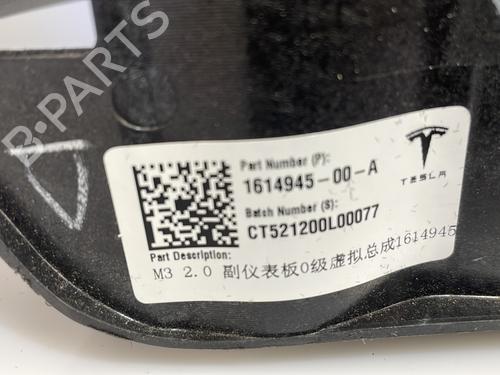 B-PARTS
Part Number (P):
1614945-00-A
TESLA
Batch Number (S):
CT521200L00077
Part Description:
M3 2.0 副仪表板0级虚拟总成1614945